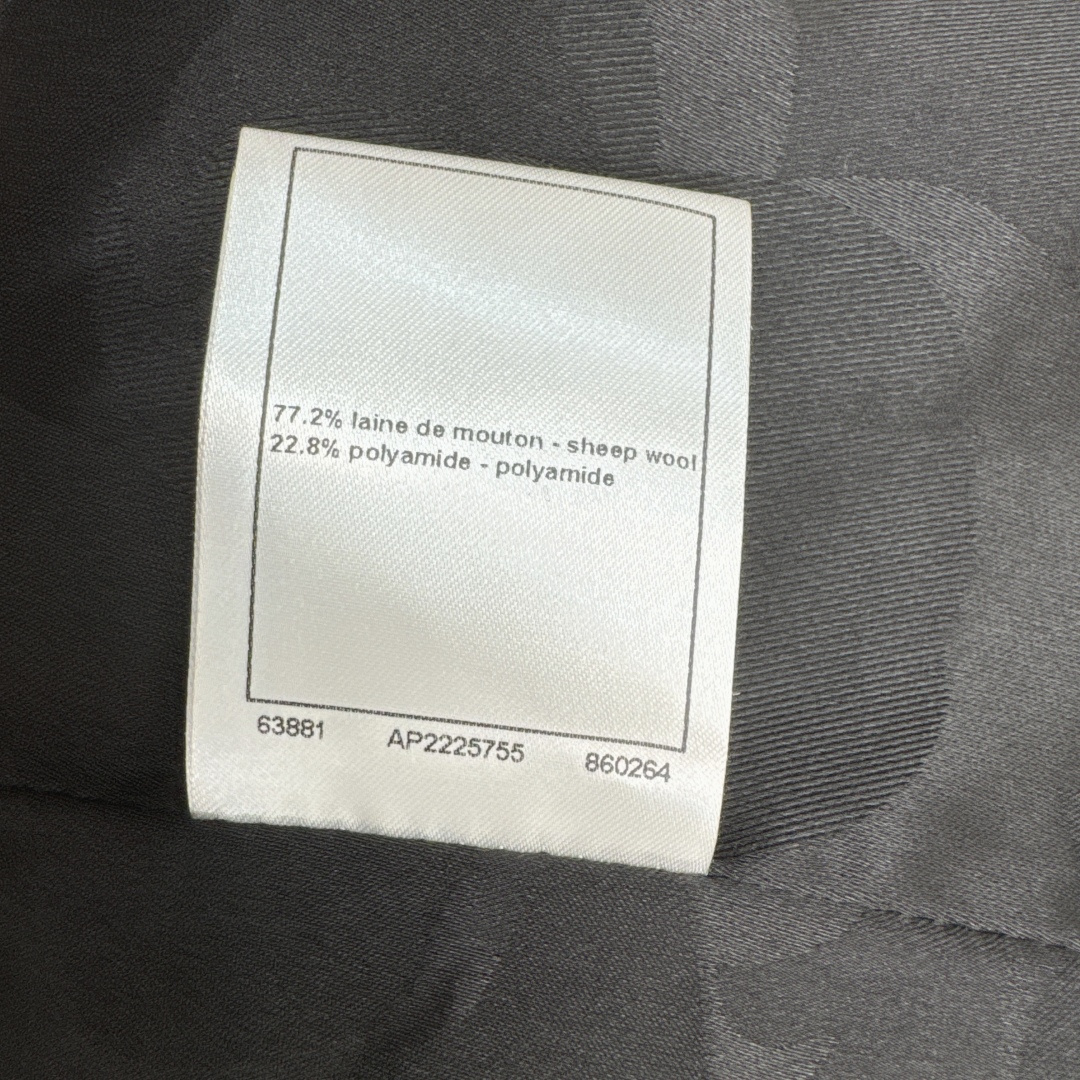 77.2% laine de mouton - sheep wool
22.8% polyamide - polyamide
63881 AP2225755 860264